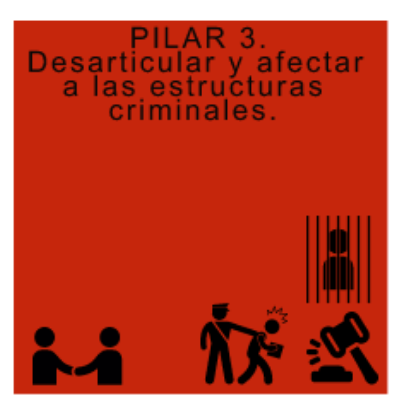 PILAR 3.
Desarticular y afectar
a las estructuras
criminales.